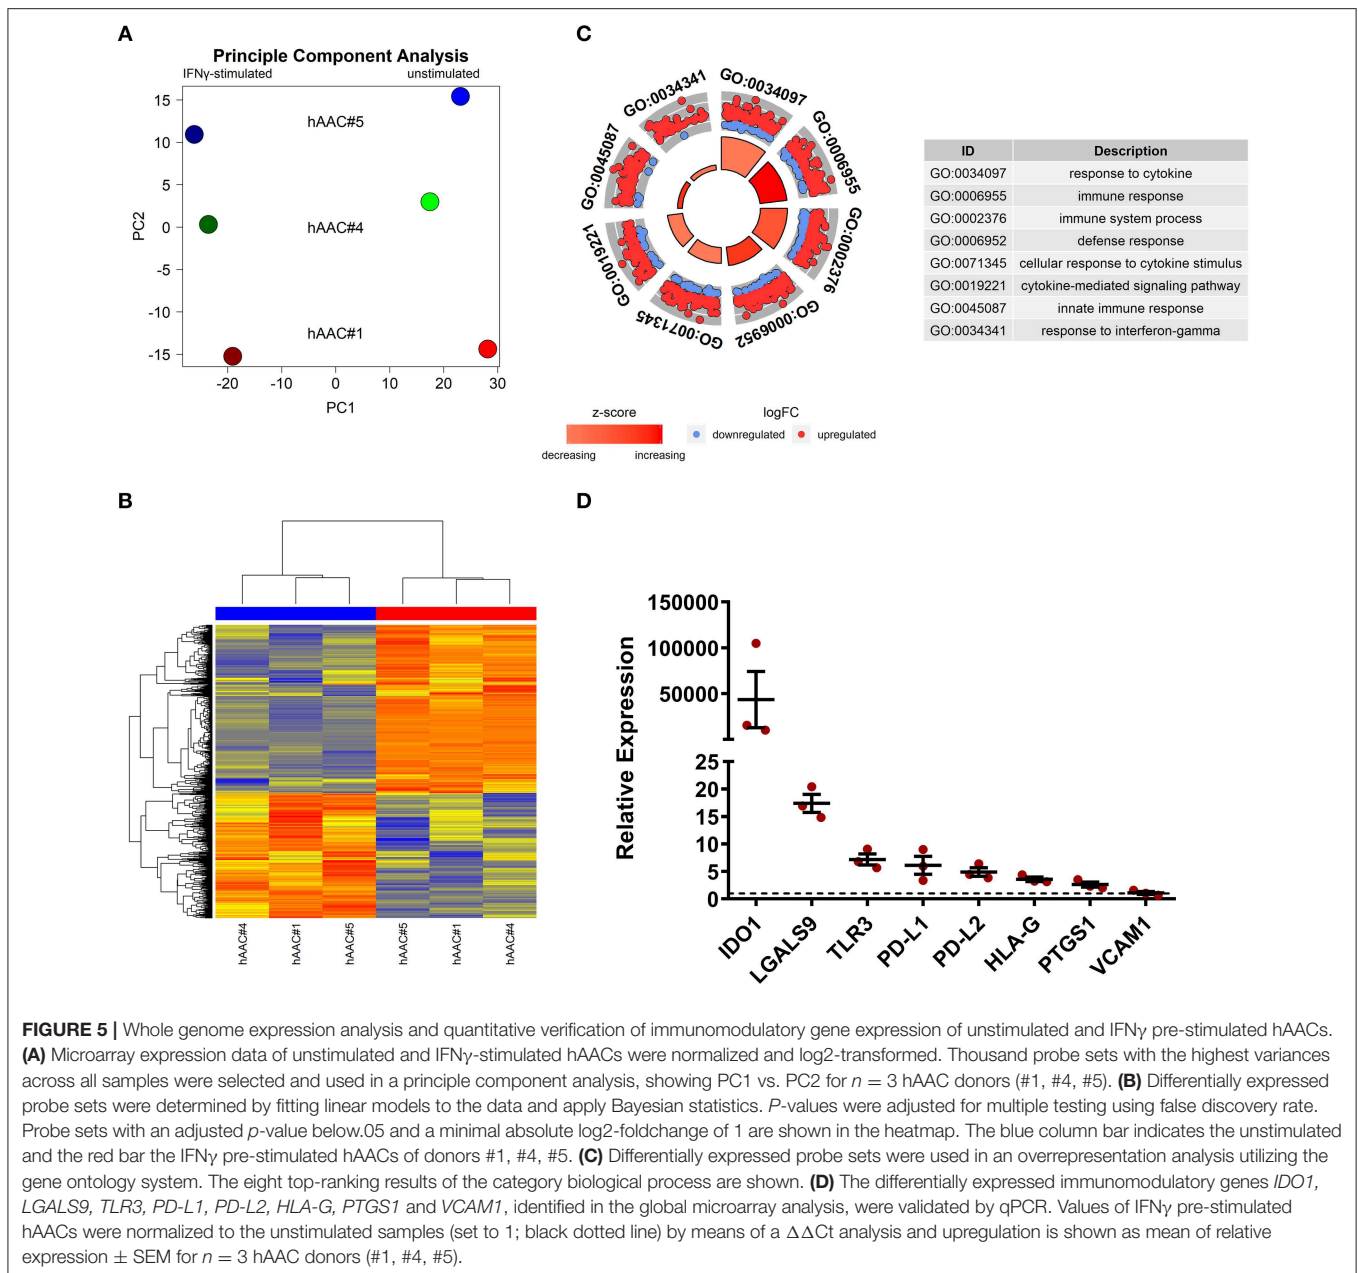 A
Principle Component Analysis
IFNγ-stimulated
unstimulated
15
10
5
0
-5
-10
-15
PC2
hAAC#5
hAAC#4
hAAC#1
-20
-10
0
10
20
30
PC1
C
GO:0034097
GO:0006955
GO:0002376
GO:0006952
GO:0071345
GO:0019221
GO:0045087
GO:0034341
ID Description
GO:0034097 response to cytokine
GO:0006955 immune response
GO:0002376 immune system process
GO:0006952 defense response
GO:0071345 cellular response to cytokine stimulus
GO:0019221 cytokine-mediated signaling pathway
GO:0045087 innate immune response
GO:0034341 response to interferon-gamma
z-score
decreasing increasing
logFC
downregulated upregulated
B
hAAC#4
hAAC#1
hAAC#5
hAAC#5
hAAC#1
hAAC#4
D
Relative Expression
150000
100000
50000
25
20
15
10
5
0
IDO1
LGALS9
TLR3
PD-L1
PD-L2
HLA-G
PTGS1
VCAM1
FIGURE 5 | Whole genome expression analysis and quantitative verification of immunomodulatory gene expression of unstimulated and IFNγ pre-stimulated hAACs.
(A) Microarray expression data of unstimulated and IFNγ-stimulated hAACs were normalized and log2-transformed. Thousand probe sets with the highest variances
across all samples were selected and used in a principle component analysis, showing PC1 vs. PC2 for n = 3 hAAC donors (#1, #4, #5). (B) Differentially expressed
probe sets were determined by fitting linear models to the data and apply Bayesian statistics. P-values were adjusted for multiple testing using false discovery rate.
Probe sets with an adjusted p-value below.05 and a minimal absolute log2-foldchange of 1 are shown in the heatmap. The blue column bar indicates the unstimulated
and the red bar the IFNγ pre-stimulated hAACs of donors #1, #4, #5. (C) Differentially expressed probe sets were used in an overrepresentation analysis utilizing the
gene ontology system. The eight top-ranking results of the category biological process are shown. (D) The differentially expressed immunomodulatory genes IDO1,
LGALS9, TLR3, PD-L1, PD-L2, HLA-G, PTGS1 and VCAM1, identified in the global microarray analysis, were validated by qPCR. Values of IFNγ pre-stimulated
hAACs were normalized to the unstimulated samples (set to 1; black dotted line) by means of a ΔΔCt analysis and upregulation is shown as mean of relative
expression ± SEM for n = 3 hAAC donors (#1, #4, #5).